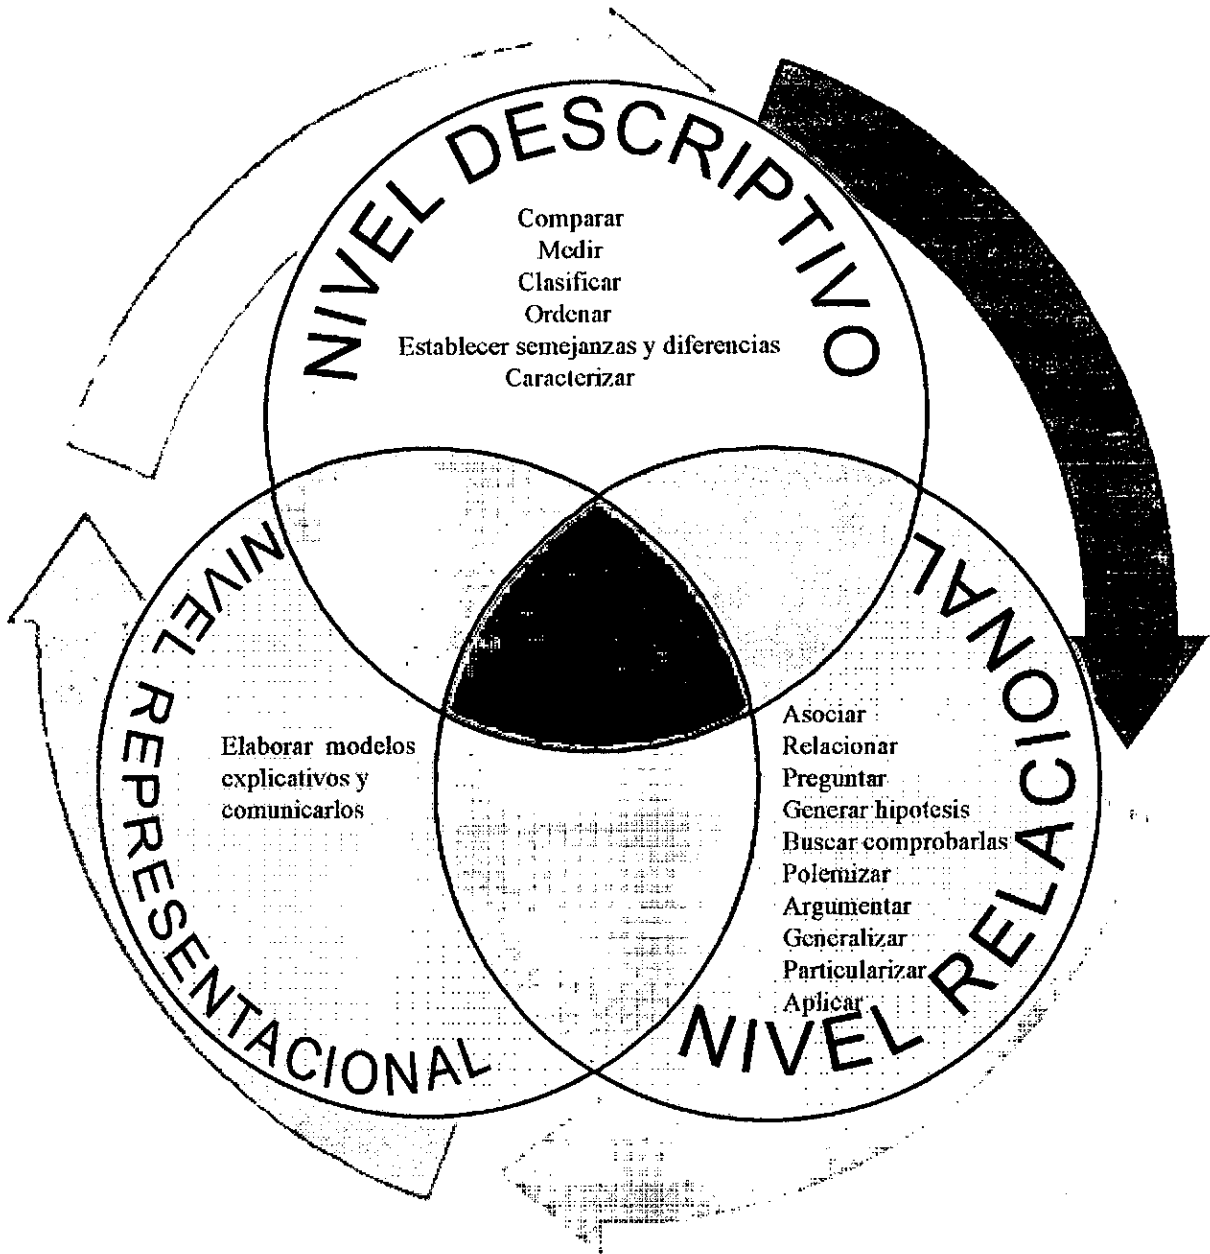 NIVEL DESCRIPTIVO
Comparar
Medir
Clasificar
Ordenar
Establecer semejanzas y diferencias
Caracterizar
NIVEL REPRESENTACIONAL
Elaborar modelos
explicativos y
comunicarlos
NIVEL RELACIONAL
Asociar
Relacionar
Preguntar
Generar hipotesis
Buscar comprobarlas
Polemizar
Argumentar
Generalizar
Particularizar
Aplicar